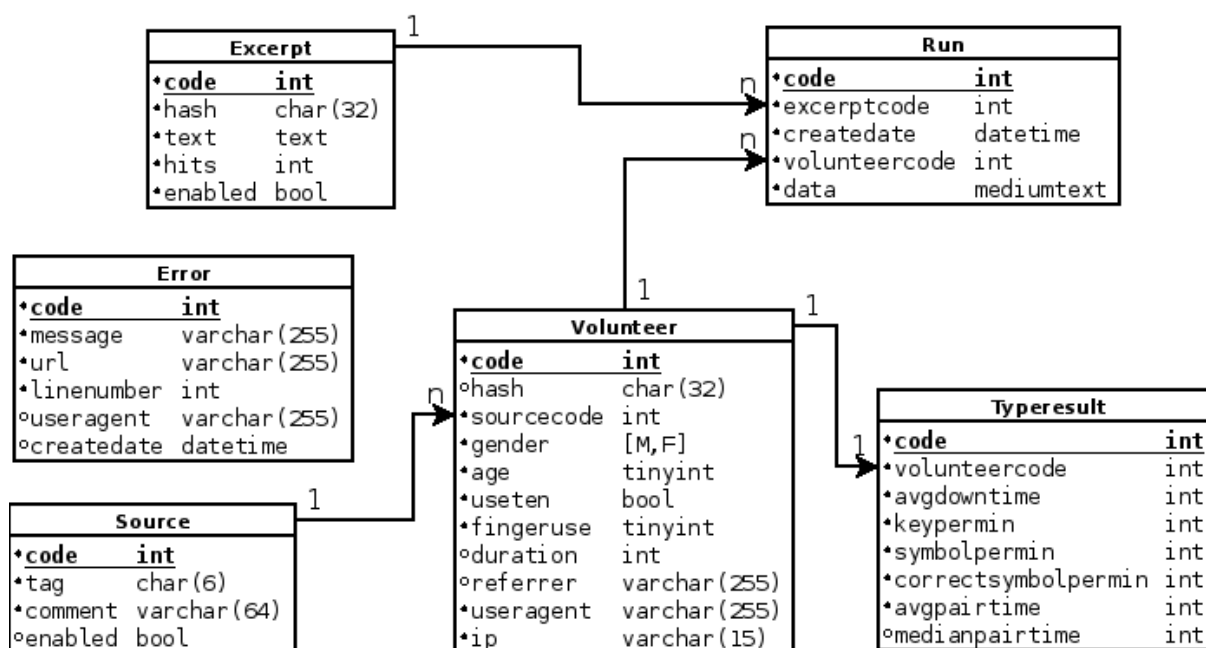 Excerpt
code int
hash char(32)
text text
hits int
enabled bool
1
n
Run
code int
excerptcode int
createdate datetime
volunteercode int
data mediumtext
n
1
Error
code int
message varchar(255)
url varchar(255)
linenumber int
useragent varchar(255)
createdate datetime
Volunteer
code int
hash char(32)
sourcecode int
gender [M,F]
age tinyint
useten bool
fingeruse tinyint
duration int
referrer varchar(255)
useragent varchar(255)
ip varchar(15)
1
1
n
1
Source
code int
tag char(6)
comment varchar(64)
enabled bool
Typeresult
code int
volunteercode int
avgdowntime int
keypermin int
symbolpermin int
correctsymbolpermin int
avgpairtime int
medianpairtime int